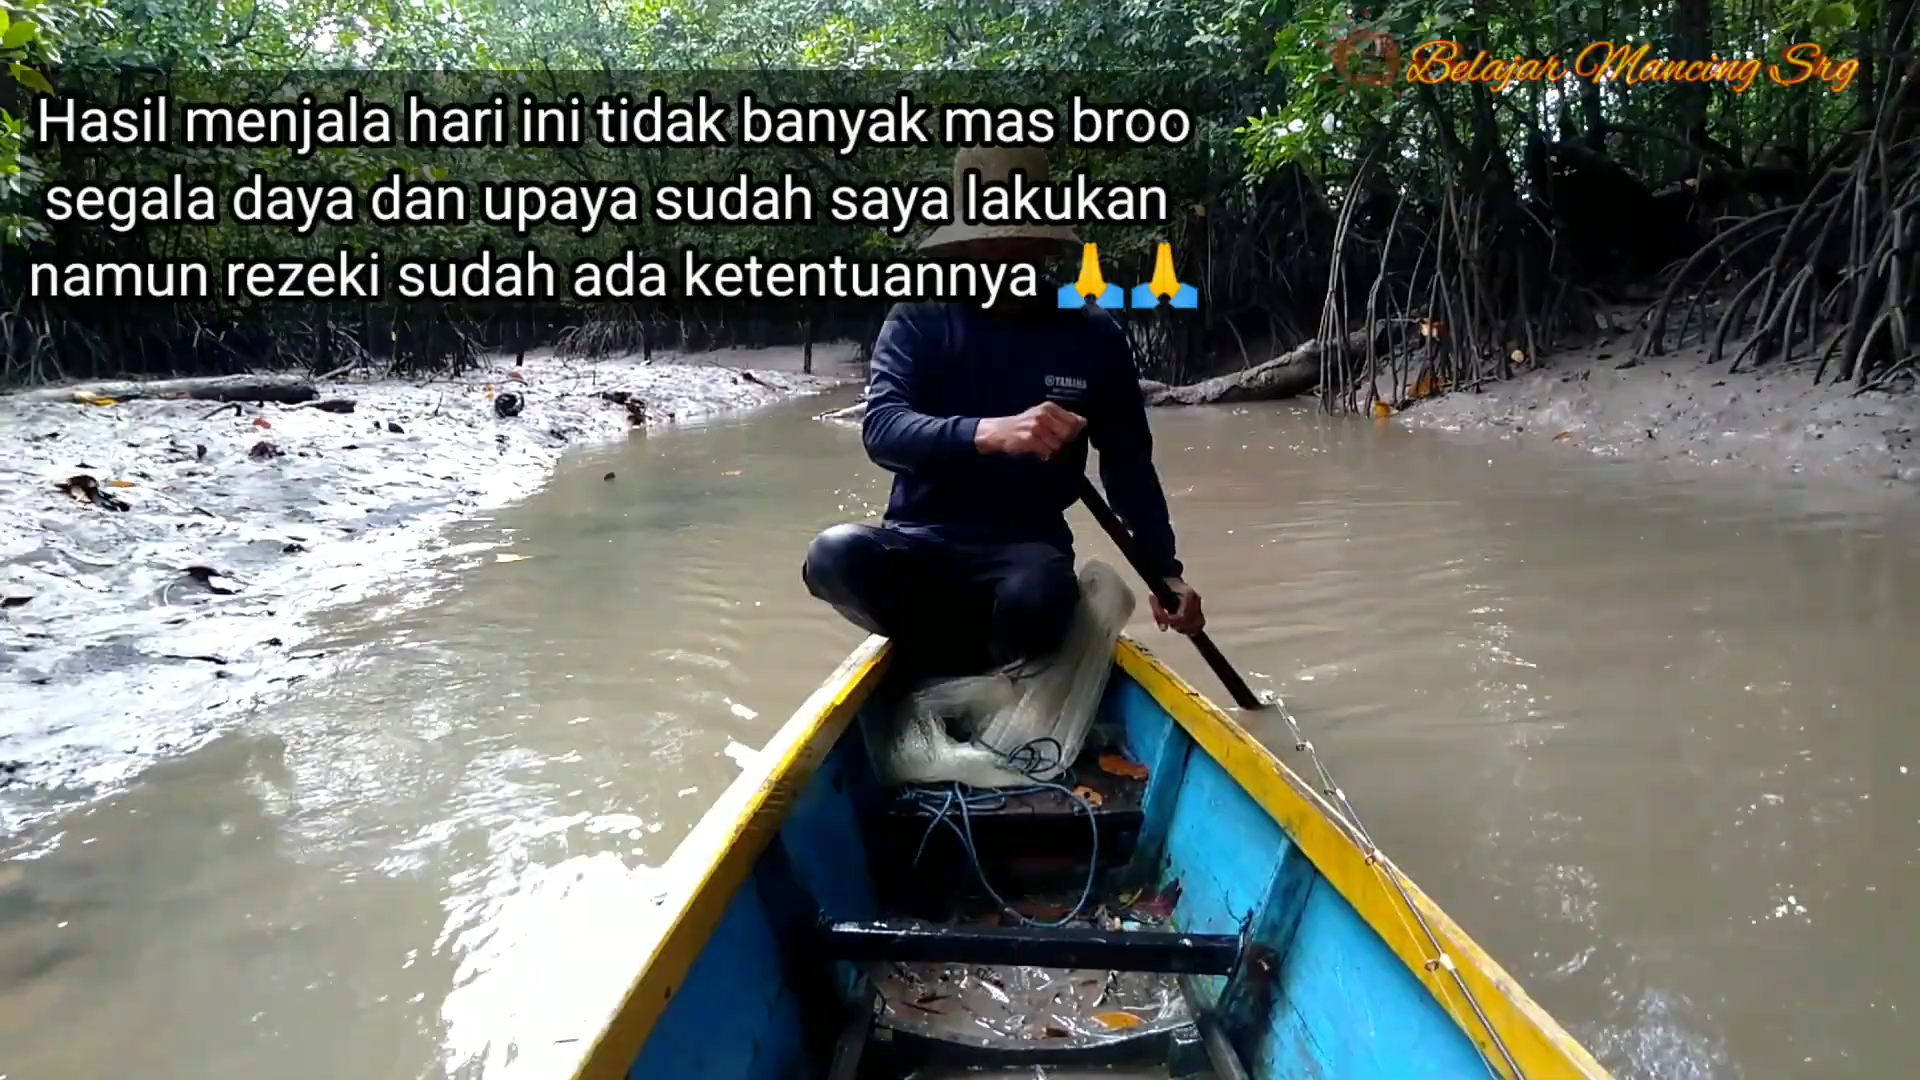 Belajar Mancing Srg
Hasil menjala hari ini tidak banyak mas broo
segala daya dan upaya sudah saya lakukan
namun rezeki sudah ada ketentuannya 🙏🙏
YAMAHA